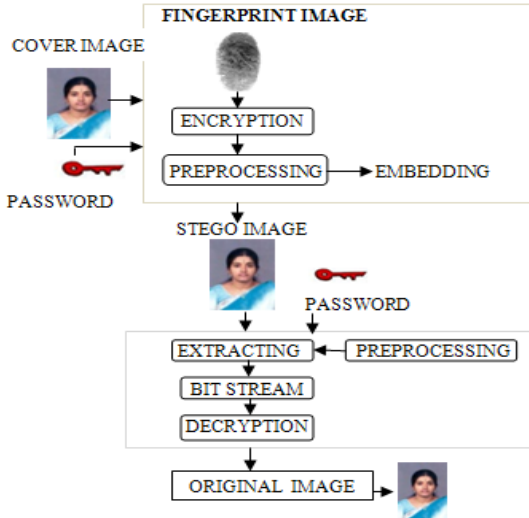 FINGERPRINT IMAGE
COVER IMAGE
ENCRYPTION
PREPROCESSING
EMBEDDING
PASSWORD
STEGO IMAGE
PASSWORD
EXTRACTING
PREPROCESSING
BIT STREAM
DECRYPTION
ORIGINAL IMAGE